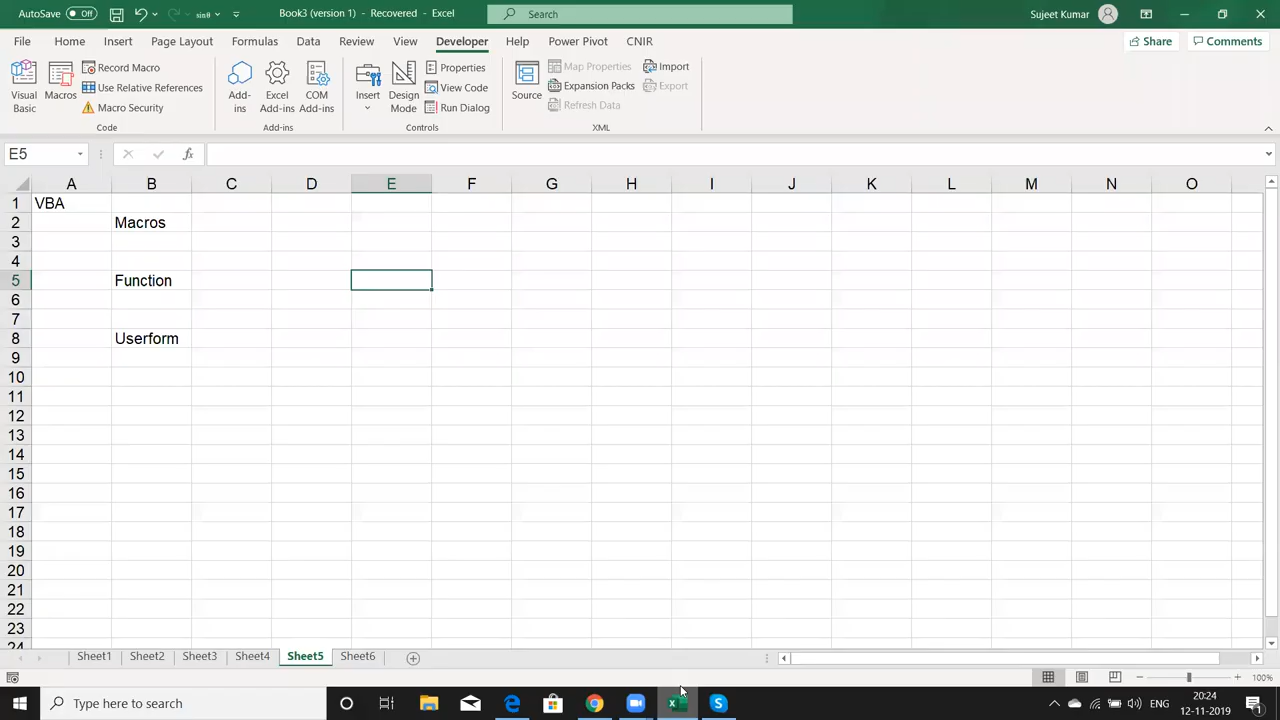 AutoSave Off sinθ Book3 (version 1) - Recovered - Excel Search Sujeet Kumar
File Home Insert Page Layout Formulas Data Review View Developer Help Power Pivot CNIR Share Comments
Visual Basic
Macros
Record Macro
Use Relative References
Macro Security
Code
Add-ins
Excel Add-ins
COM Add-ins
Add-ins
Insert
Design Mode
Properties
View Code
Run Dialog
Controls
Source
Map Properties
Expansion Packs
Refresh Data
Import
Export
XML
E5 fx
A B C D E F G H I J K L M N O
1 VBA
2 Macros
3
4
5 Function
6
7
8 Userform
9
10
11
12
13
14
15
16
17
18
19
20
21
22
23
24
Sheet1 Sheet2 Sheet3 Sheet4 Sheet5 Sheet6
100%
Type here to search ENG 20:24
12-11-2019
1